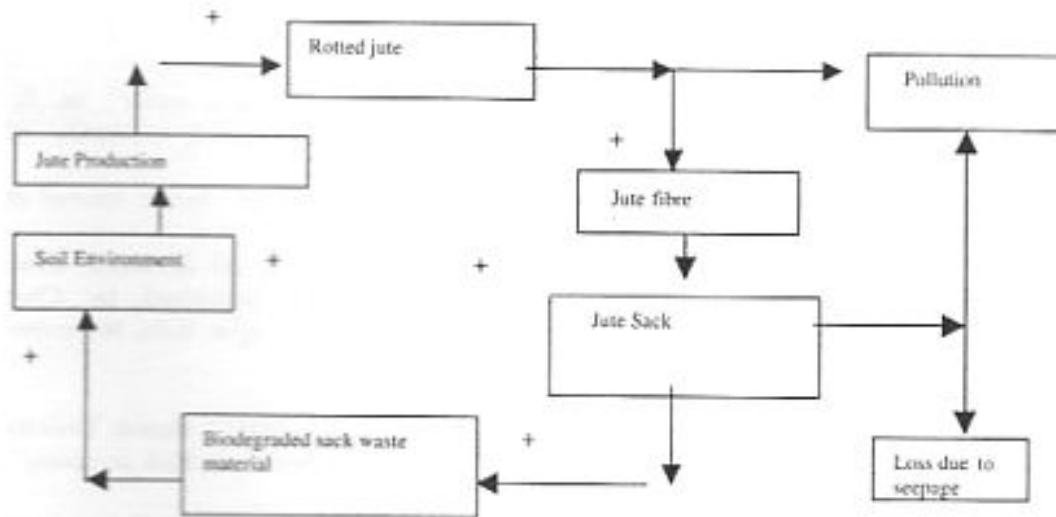 +
Rotted jute
Pollution
Jute Production
+
Jute fibre
Soil Environment
+
+
Jute Sack
+
+
Biodegraded sack waste
material
Loss due to
seepage